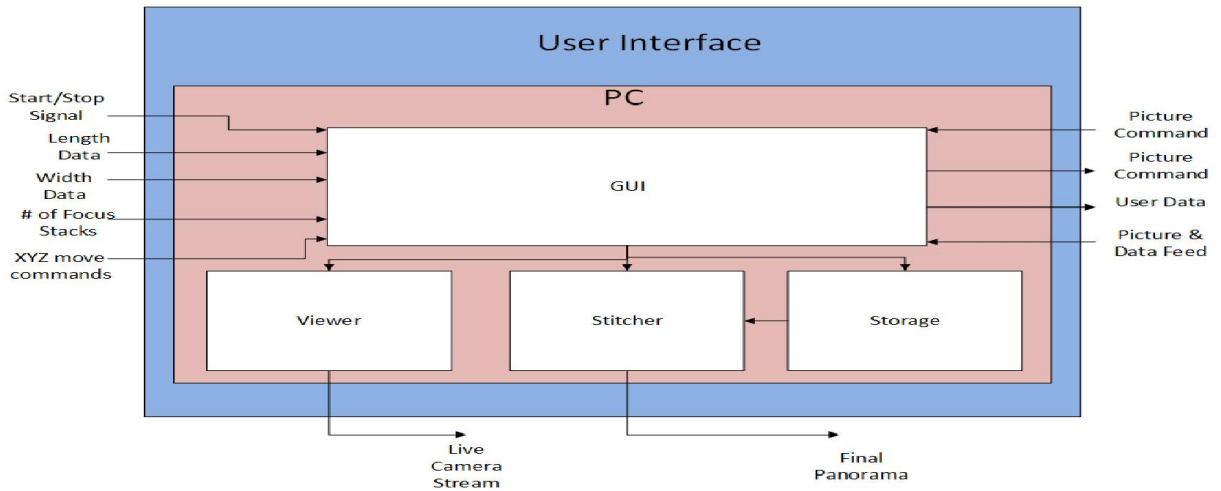 User Interface
PC
Start/Stop
Signal
Length
Data
Width
Data
# of Focus
Stacks
XYZ move
commands
GUI
Picture
Command
Picture
Command
User Data
Picture &
Data Feed
Viewer
Stitcher
Storage
Live
Camera
Stream
Final
Panorama